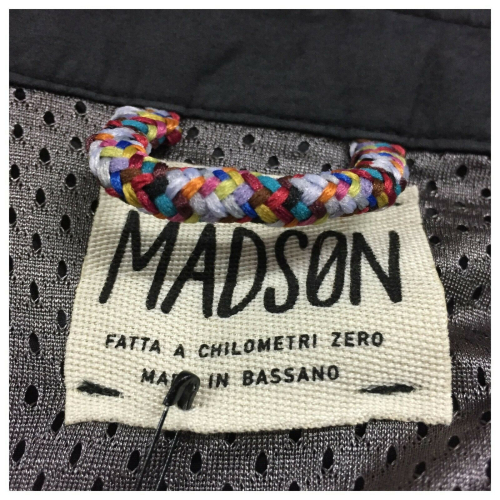 MADSØN
FATTA A CHILOMETRI ZERO
IN BASSANO